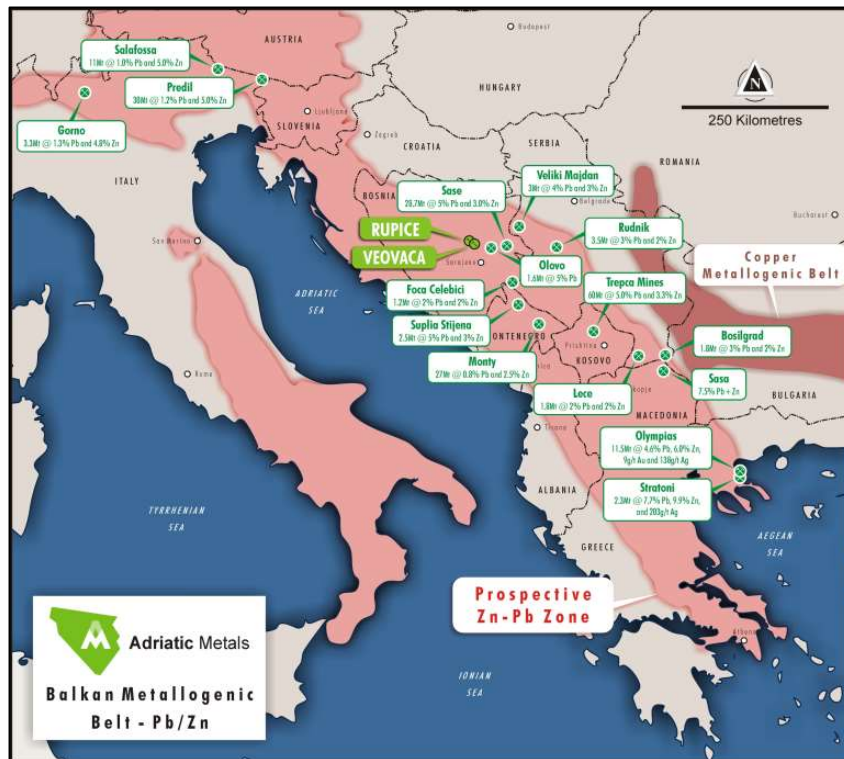 AUSTRIA
Budapest
HUNGARY
Salafossa
11Mt @ 1.0% Pb and 5.0% Zn
Predil
30Mt @ 1.2% Pb and 5.0% Zn
N
250 Kilometres
Gorno
3.3Mt @ 1.3% Pb and 4.8% Zn
Ljubljana
SLOVENIA
Zagreb
CROATIA
SERBIA
ROMANIA
ITALY
BOSNIA
Sase
28.7Mt @ 5% Pb and 3.0% Zn
Veliki Majdan
3Mt @ 4% Pb and 3% Zn
Belgrade
Bucharest
San Marino
RUPICE
VEOVACA
Sarajevo
Rudnik
3.5Mt @ 3% Pb and 2% Zn
Olovo
1.6Mt @ 5% Pb
Copper
Metallogenic Belt
ADRIATIC
SEA
Foca Celebici
1.2Mt @ 2% Pb and 2% Zn
Trepca Mines
60Mt @ 5.0% Pb and 3.3% Zn
Suplia Stijena
2.5Mt @ 5% Pb and 3% Zn
ONTENEGRO
Prishtina
KOSOVO
Bosilgrad
1.8Mt @ 3% Pb and 2% Zn
Monty
27Mt @ 0.8% Pb and 2.5% Zn
Rome
Lece
1.8Mt @ 2% Pb and 2% Zn
kopje
Sasa
7.5% Pb + Zn
BULGARIA
MACEDONIA
Tirana
Olympias
11.5Mt @ 4.6% Pb, 6.0% Zn,
9g/t Au and 138g/t Ag
Stratoni
2.3Mt @ 7.7% Pb, 9.9% Zn,
and 203g/t Ag
ALBANIA
TYRRHENIAN
SEA
GREECE
AEGEAN
SEA
Prospective
Zn-Pb Zone
Athens
IONIAN
SEA
Adriatic Metals
Balkan Metallogenic
Belt - Pb/Zn